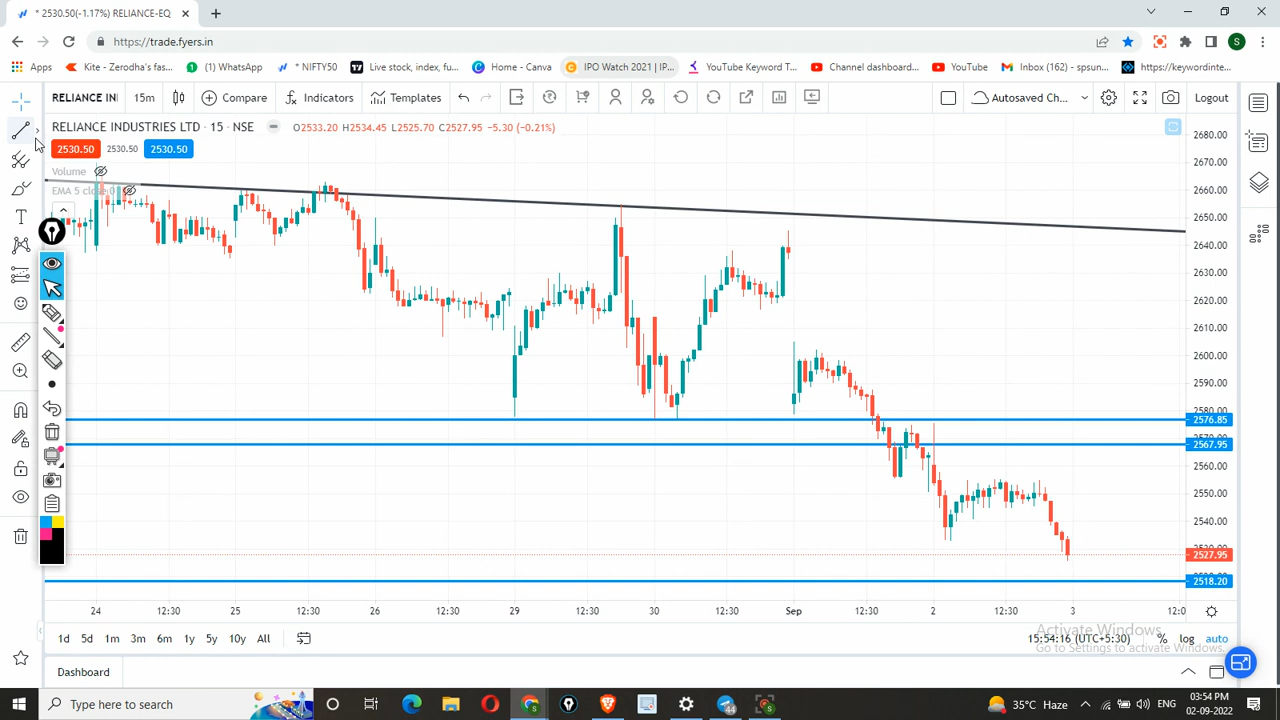 * 2530.50(-1.17%) RELIANCE-EQ
https://trade.fyers.in
Apps Kite - Zerodha's fas... (1) WhatsApp * NIFTY50 Live stock, index, fu... Home - Canva IPO Watch 2021 | IP... YouTube Keyword T... Channel dashboard... YouTube Inbox (162) - spsun... https://keywordinte...
RELIANCE IN 15m Compare Indicators Templates Autosaved Ch... Logout
RELIANCE INDUSTRIES LTD · 15 · NSE O2533.20 H2534.45 L2525.70 C2527.95 -5.30 (-0.21%)
2530.50 2530.50 2530.50
Volume
EMA 5 close 0
2680.00
2670.00
2660.00
2650.00
2640.00
2630.00
2620.00
2610.00
2600.00
2590.00
2580.00
2576.85
2567.95
2560.00
2550.00
2540.00
2527.95
2518.20
24 12:30 25 12:30 26 12:30 29 12:30 30 12:30 Sep 12:30 2 12:30 3 12:0
1d 5d 1m 3m 6m 1y 5y 10y All 15:54:16 (UTC+5:30) % log auto
Activate Windows
Go to Settings to activate Windows.
Dashboard
Type here to search 35°C Haze ENG 03:54 PM
02-09-2022